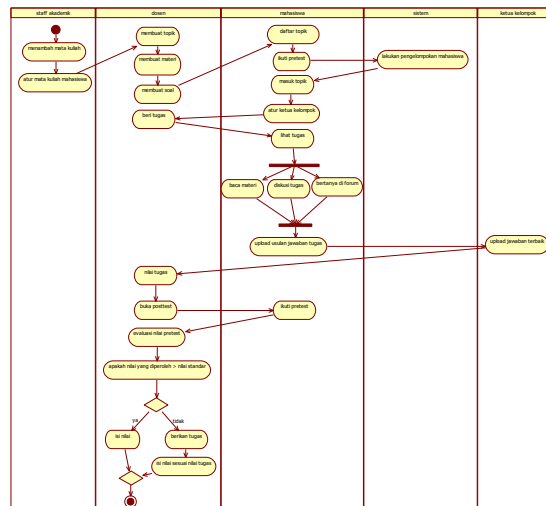 staff akademik
dosen
mahasiswa
sistem
ketua kelompok
menambah mata kuliah
atur mata kuliah mahasiswa
membuat topik
membuat materi
membuat soal
daftar topik
ikuti pretest
lakukan pengelompokan mahasiswa
masuk topik
atur ketua kelompok
beri tugas
lihat tugas
baca materi
diskusi tugas
bertanya di forum
upload usulan jawaban tugas
upload jawaban terbaik
nilai tugas
buka posttest
ikuti pretest
evaluasi nilai pretest
apakah nilai yang diperoleh > nilai standar
ya
tidak
isi nilai
berikan tugas
isi nilai sesuai nilai tugas